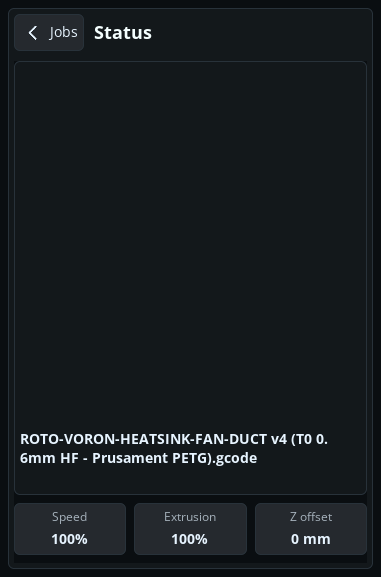 Jobs Status
ROTO-VORON-HEATSINK-FAN-DUCT v4 (T0 0.
6mm HF - Prusament PETG).gcode
Speed Extrusion Z offset
100% 100% 0 mm